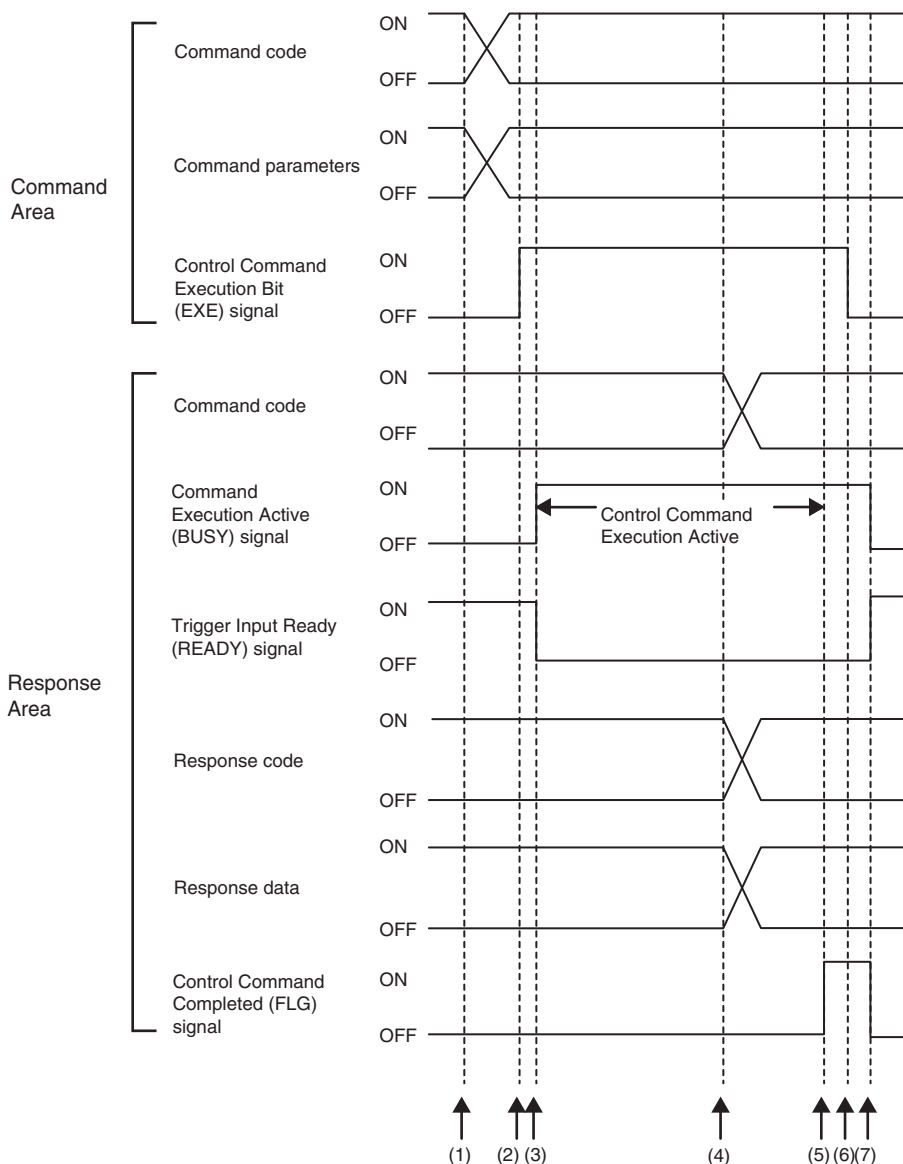 Command
Area
Command code
ON
OFF
Command parameters
ON
OFF
Control Command
Execution Bit
(EXE) signal
ON
OFF
Response
Area
Command code
ON
OFF
Command
Execution Active
(BUSY) signal
ON
OFF
Control Command
Execution Active
Trigger Input Ready
(READY) signal
ON
OFF
Response code
ON
OFF
Response data
ON
OFF
Control Command
Completed (FLG)
signal
ON
OFF
(1) (2) (3) (4) (5) (6) (7)